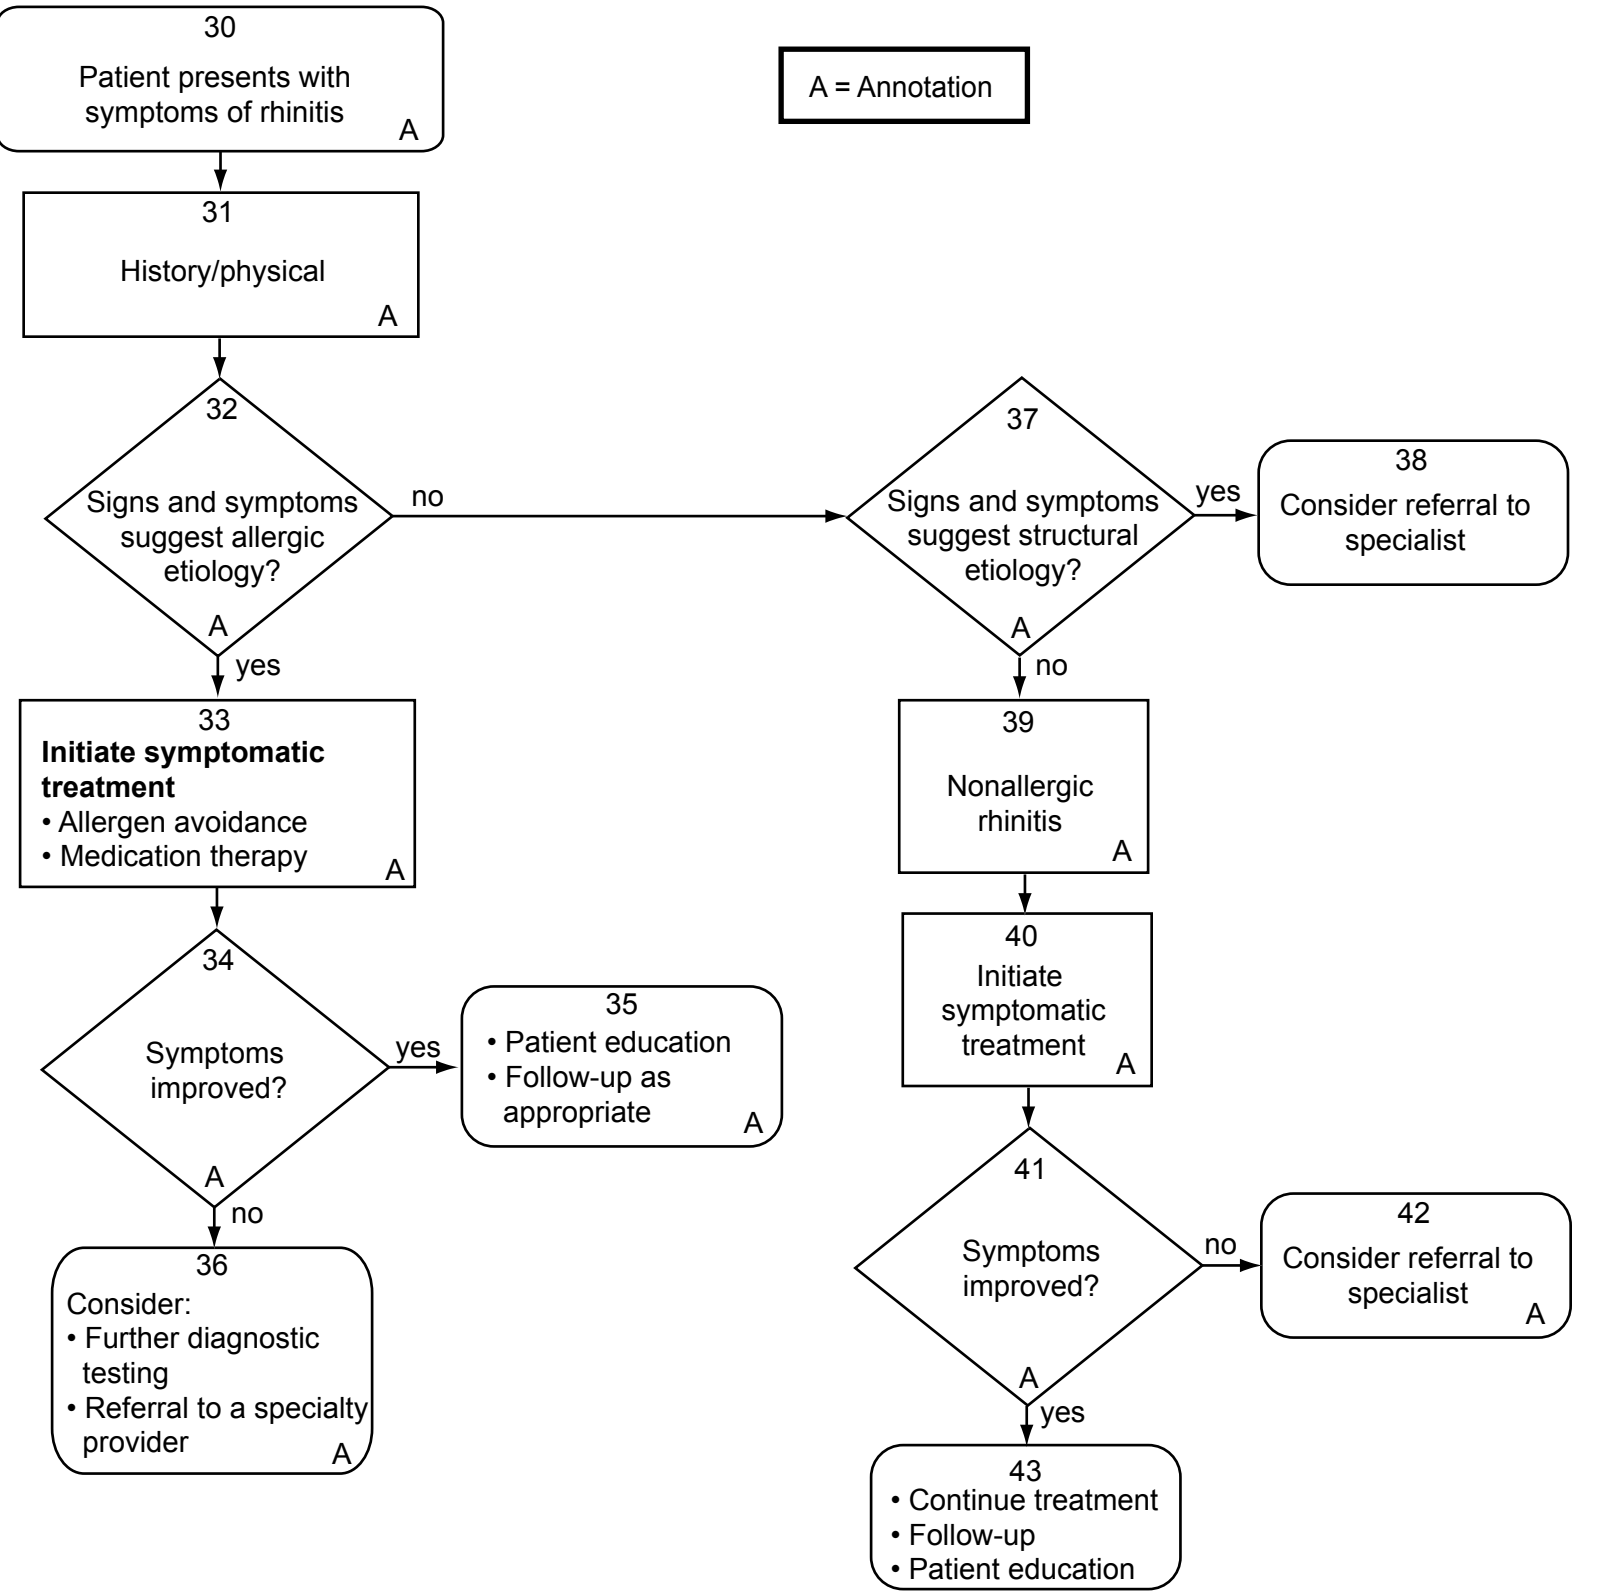 30
Patient presents with
symptoms of rhinitis
A
A = Annotation
31
History/physical
A
32
Signs and symptoms
suggest allergic
etiology?
A
no
yes
37
Signs and symptoms
suggest structural
etiology?
A
yes
no
38
Consider referral to
specialist
33
Initiate symptomatic
treatment
• Allergen avoidance
• Medication therapy
A
39
Nonallergic
rhinitis
A
34
Symptoms
improved?
A
yes
no
35
• Patient education
• Follow-up as
appropriate
A
40
Initiate
symptomatic
treatment
A
36
Consider:
• Further diagnostic
testing
• Referral to a specialty
provider
A
41
Symptoms
improved?
A
no
yes
42
Consider referral to
specialist
A
43
• Continue treatment
• Follow-up
• Patient education